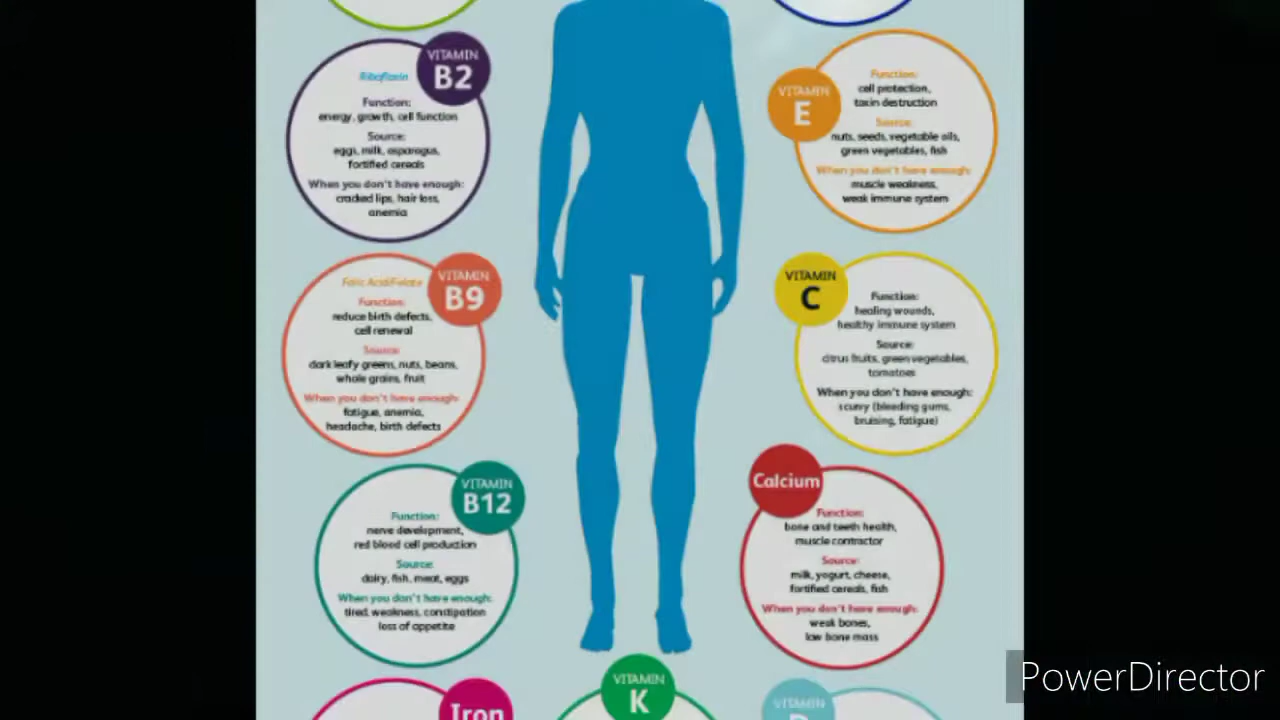 VITAMIN
B2
Riboflavin
Function:
energy, growth, cell function
Source:
eggs, milk, asparagus,
fortified cereals
When you don't have enough:
cracked lips, hair loss,
anemia
VITAMIN
E
Function:
cell protection,
toxin destruction
Source:
nuts, seeds, vegetable oils,
green vegetables, fish
When you don't have enough:
muscle weakness,
weak immune system
VITAMIN
B9
Folic Acid/Folate
Function:
reduce birth defects,
cell renewal
Source:
dark leafy greens, nuts, beans,
whole grains, fruit
When you don't have enough:
fatigue, anemia,
headache, birth defects
VITAMIN
C
Function:
healing wounds,
healthy immune system
Source:
citrus fruits, green vegetables,
tomatoes
When you don't have enough:
scurvy (bleeding gums,
bruising, fatigue)
VITAMIN
B12
Function:
nerve development,
red blood cell production
Source:
dairy, fish, meat, eggs
When you don't have enough:
tired, weakness, constipation
loss of appetite
Calcium
Function:
bone and teeth health,
muscle contractor
Source:
milk, yogurt, cheese,
fortified cereals, fish
When you don't have enough:
weak bones,
low bone mass
Iron
VITAMIN
K
VITAMIN
D
PowerDirector